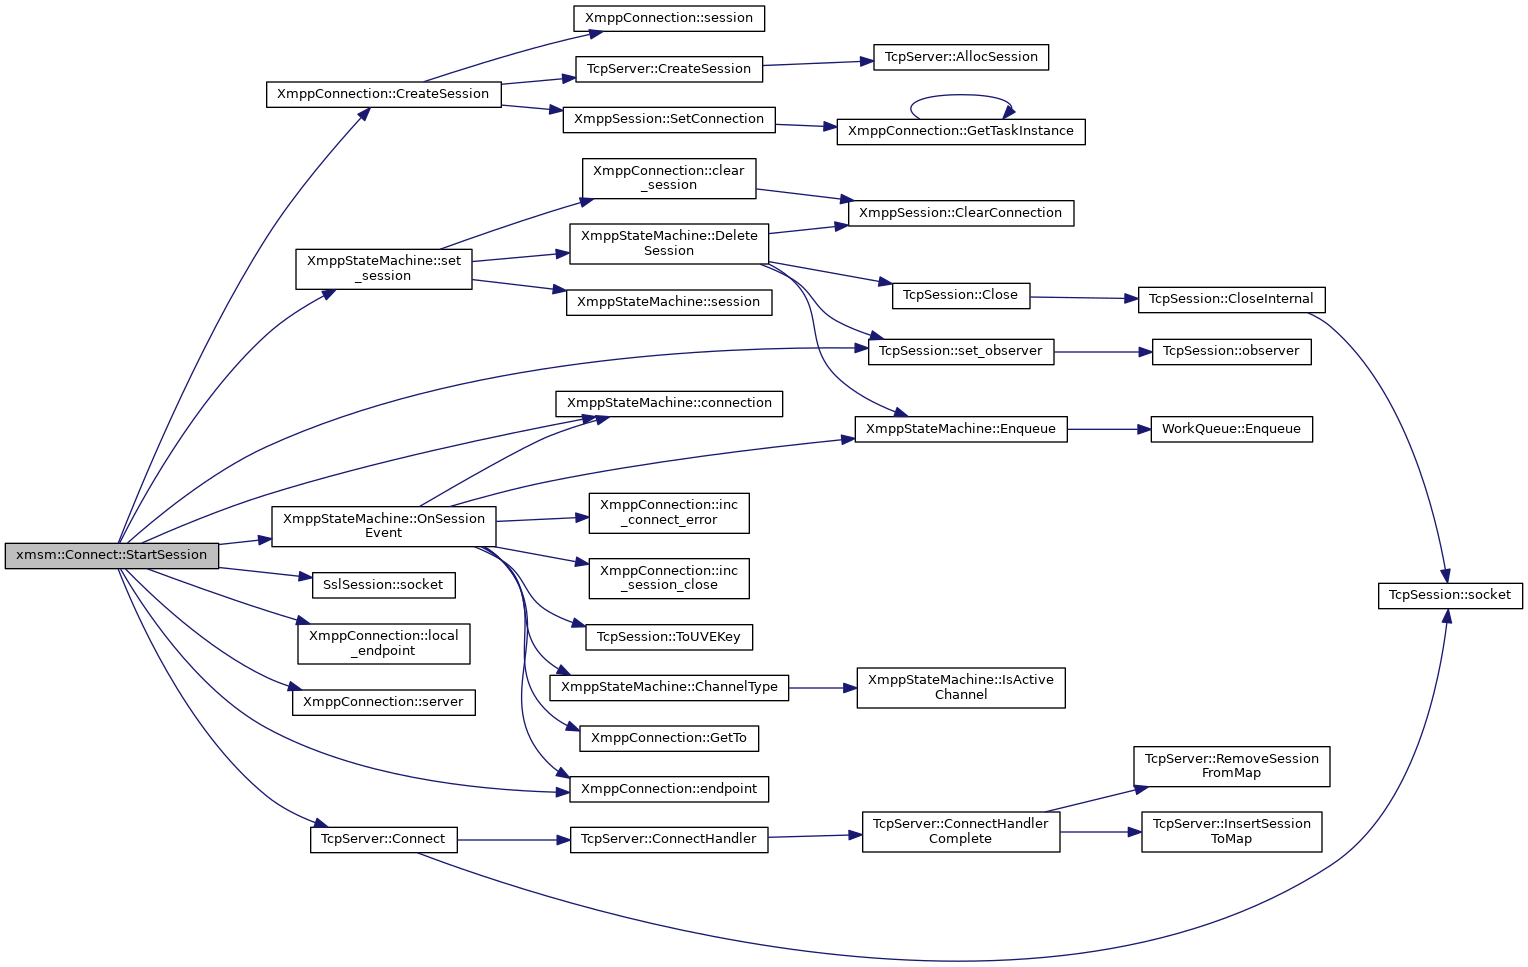 XmppConnection::session
TcpServer::CreateSession
TcpServer::AllocSession
XmppConnection::CreateSession
XmppSession::SetConnection
XmppConnection::GetTaskInstance
XmppConnection::clear
_session
XmppSession::ClearConnection
XmppStateMachine::Delete
Session
XmppStateMachine::set
_session
XmppStateMachine::session
TcpSession::Close
TcpSession::CloseInternal
TcpSession::set_observer
TcpSession::observer
XmppStateMachine::connection
XmppStateMachine::Enqueue
WorkQueue::Enqueue
XmppStateMachine::OnSession
Event
XmppConnection::inc
_connect_error
xmsm::Connect::StartSession
XmppConnection::inc
_session_close
SslSession::socket
TcpSession::socket
XmppConnection::local
_endpoint
TcpSession::ToUVEKey
XmppStateMachine::ChannelType
XmppStateMachine::IsActive
Channel
XmppConnection::server
XmppConnection::GetTo
XmppConnection::endpoint
TcpServer::RemoveSession
FromMap
TcpServer::Connect
TcpServer::ConnectHandler
TcpServer::ConnectHandler
Complete
TcpServer::InsertSession
ToMap